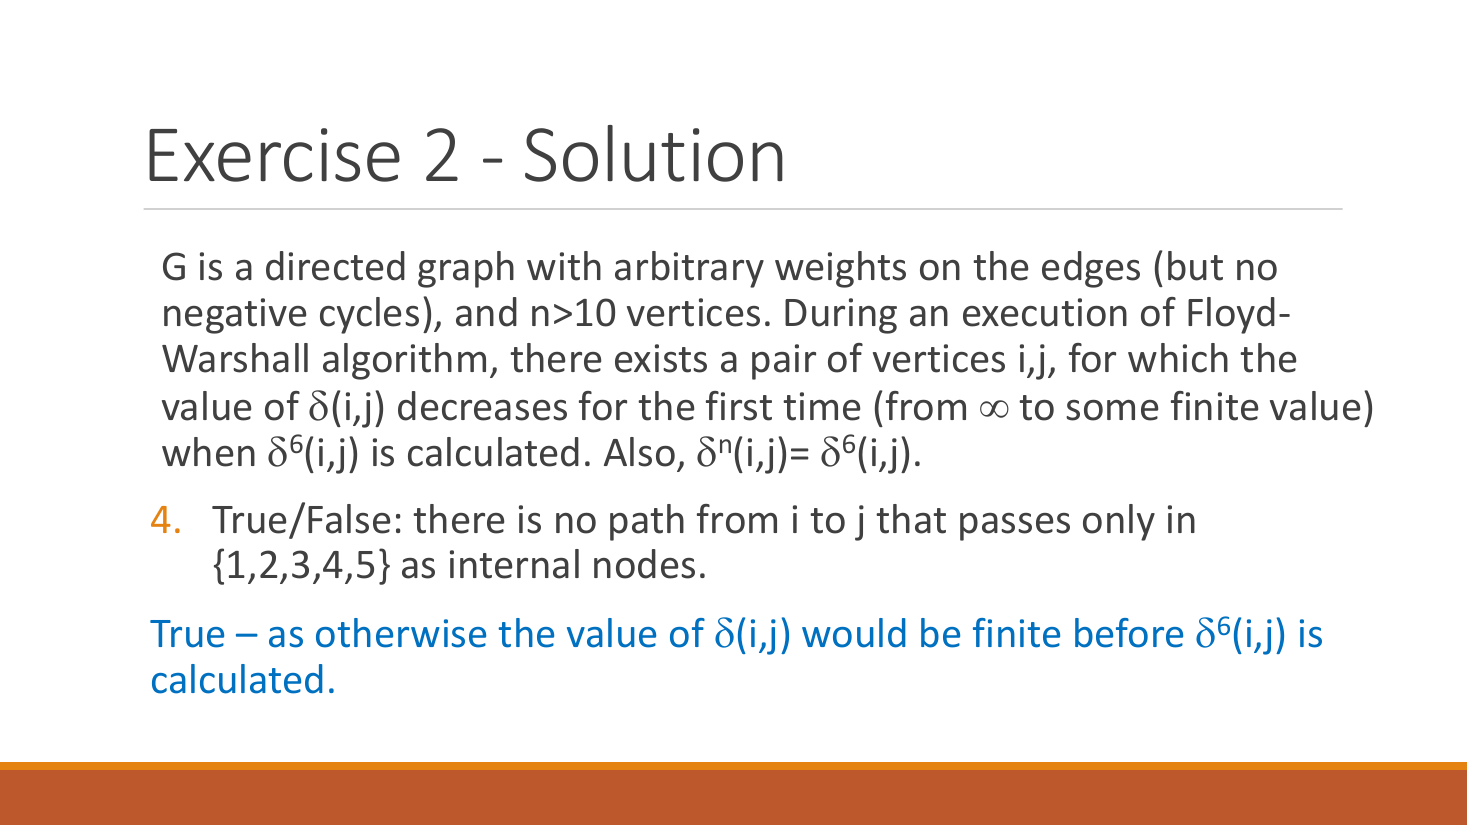 Exercise 2 - Solution
G is a directed graph with arbitrary weights on the edges (but no
negative cycles), and n>10 vertices. During an execution of Floyd-
Warshall algorithm, there exists a pair of vertices i,j, for which the
value of δ(i,j) decreases for the first time (from ∞ to some finite value)
when δ⁶(i,j) is calculated. Also, δⁿ(i,j)= δ⁶(i,j).
4. True/False: there is no path from i to j that passes only in
{1,2,3,4,5} as internal nodes.
True – as otherwise the value of δ(i,j) would be finite before δ⁶(i,j) is
calculated.